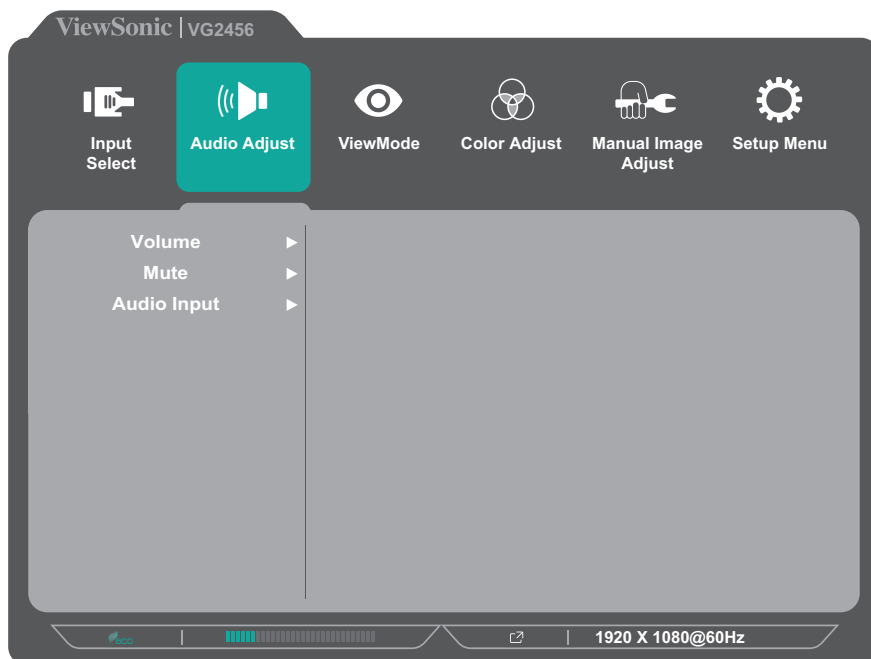 ViewSonic | VG2456
Input
Select
Audio Adjust
ViewMode
Color Adjust
Manual Image
Adjust
Setup Menu
Volume
Mute
Audio Input
eco
1920 X 1080@60Hz